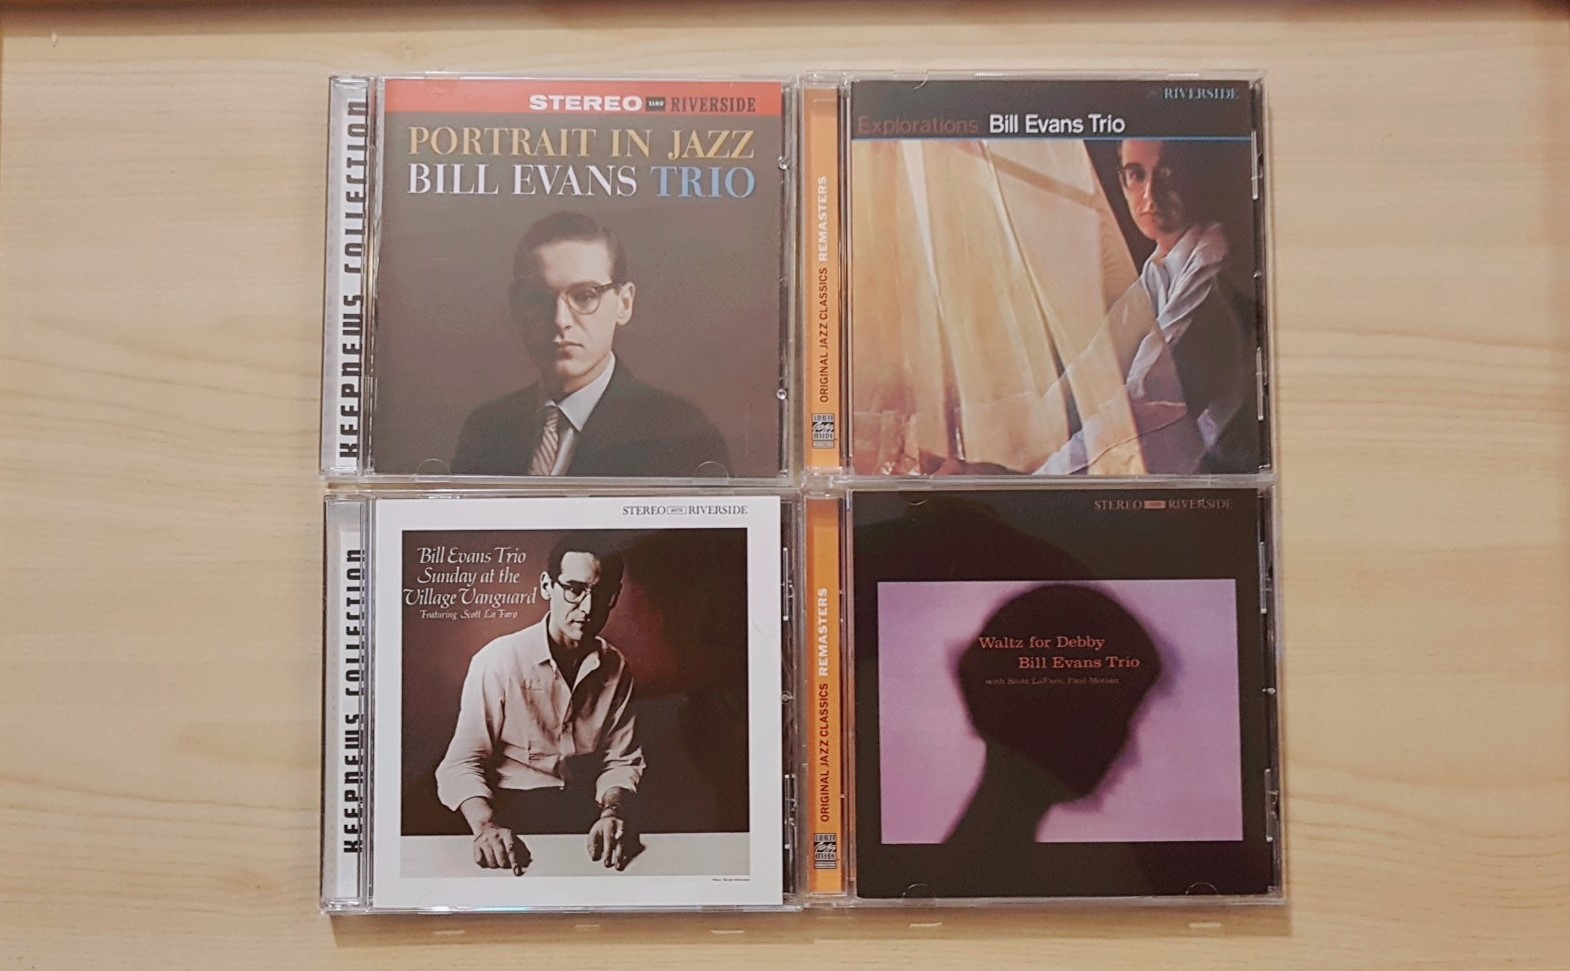 KEEPNEWS COLLECTION
STEREO RIVERSIDE
PORTRAIT IN JAZZ
BILL EVANS TRIO
ORIGINAL JAZZ CLASSICS REMASTERS
RIVERSIDE
Explorations Bill Evans Trio
KEEPNEWS COLLECTION
STEREO RIVERSIDE
Bill Evans Trio
Sunday at the
Village Vanguard
Featuring Scott La Faro
ORIGINAL JAZZ CLASSICS REMASTERS
STEREO RIVERSIDE
Waltz for Debby
Bill Evans Trio
with Scott LaFaro, Paul Motian